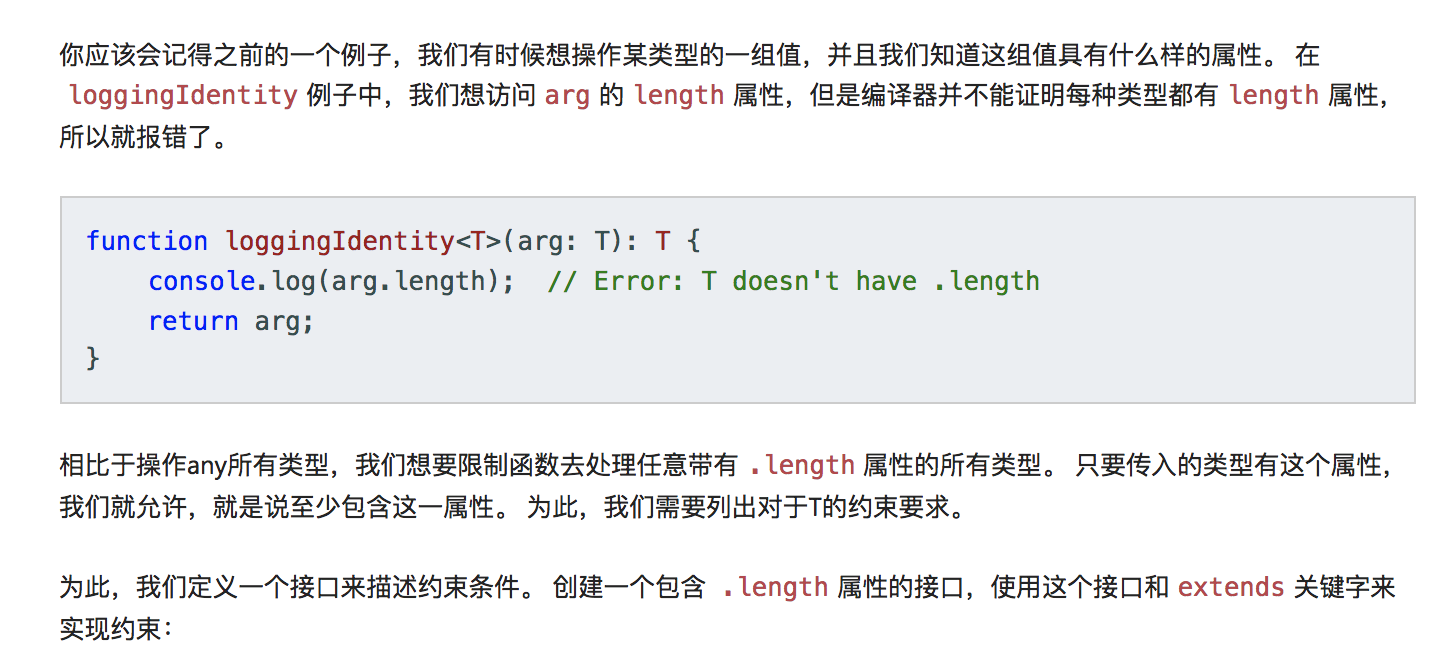 你应该会记得之前的一个例子，我们有时候想操作某类型的一组值，并且我们知道这组值具有什么样的属性。 在
loggingIdentity 例子中，我们想访问 arg 的 length 属性，但是编译器并不能证明每种类型都有 length 属性，
所以就报错了。
function loggingIdentity<T>(arg: T): T {
    console.log(arg.length);  // Error: T doesn't have .length
    return arg;
}
相比于操作any所有类型，我们想要限制函数去处理任意带有 .length 属性的所有类型。 只要传入的类型有这个属性，
我们就允许，就是说至少包含这一属性。 为此，我们需要列出对于T的约束要求。
为此，我们定义一个接口来描述约束条件。 创建一个包含 .length 属性的接口，使用这个接口和 extends 关键字来
实现约束：